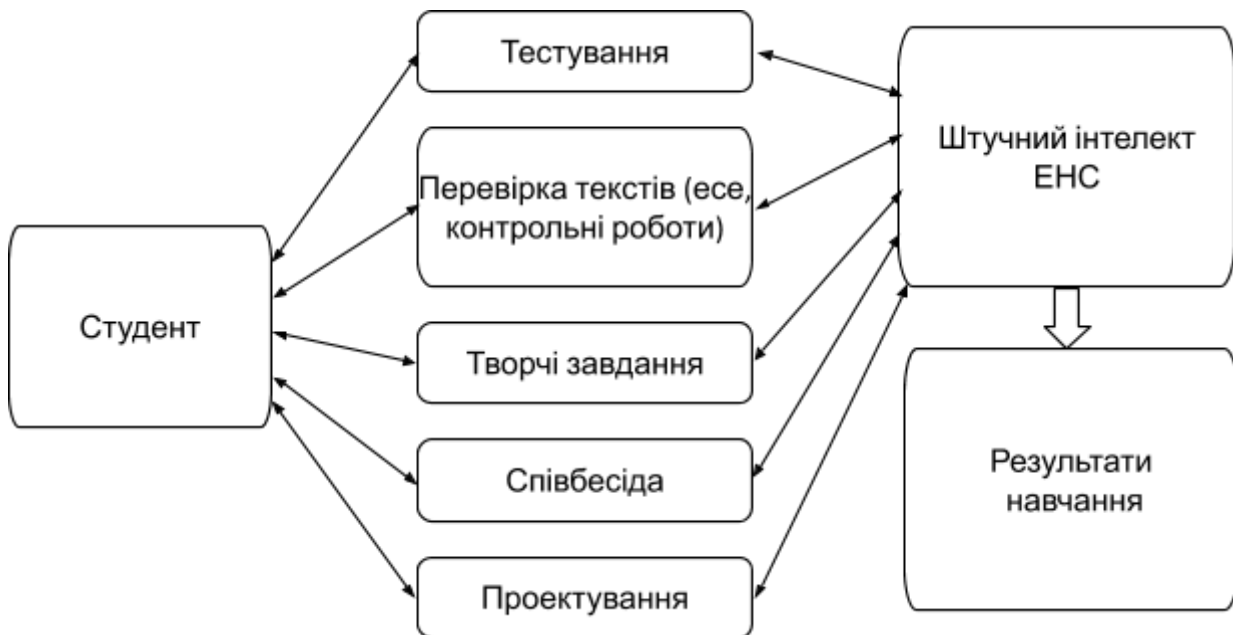 Тестування
Перевірка текстів (есе,
контрольні роботи)
Студент
Творчі завдання
Співбесіда
Проектування
Штучний інтелект
ЕНС
Результати
навчання